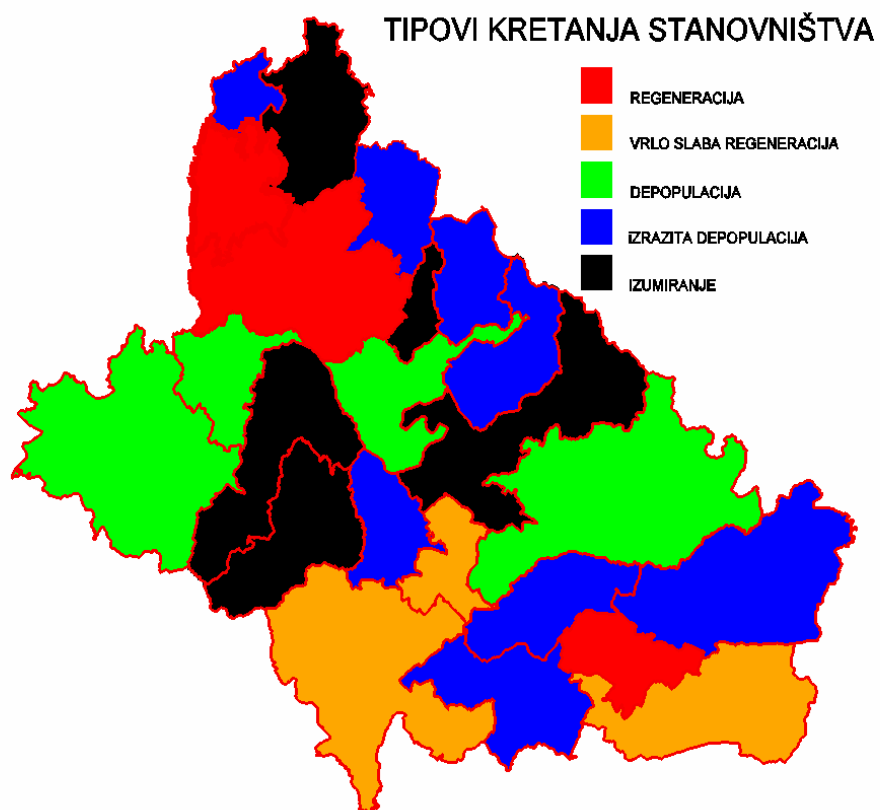 TIPOVI KRETANJA STANOVNIŠTVA
REGENERACIJA
VRLO SLABA REGENERACIJA
DEPOPULACIJA
IZRAZITA DEPOPULACIJA
IZUMIRANJE